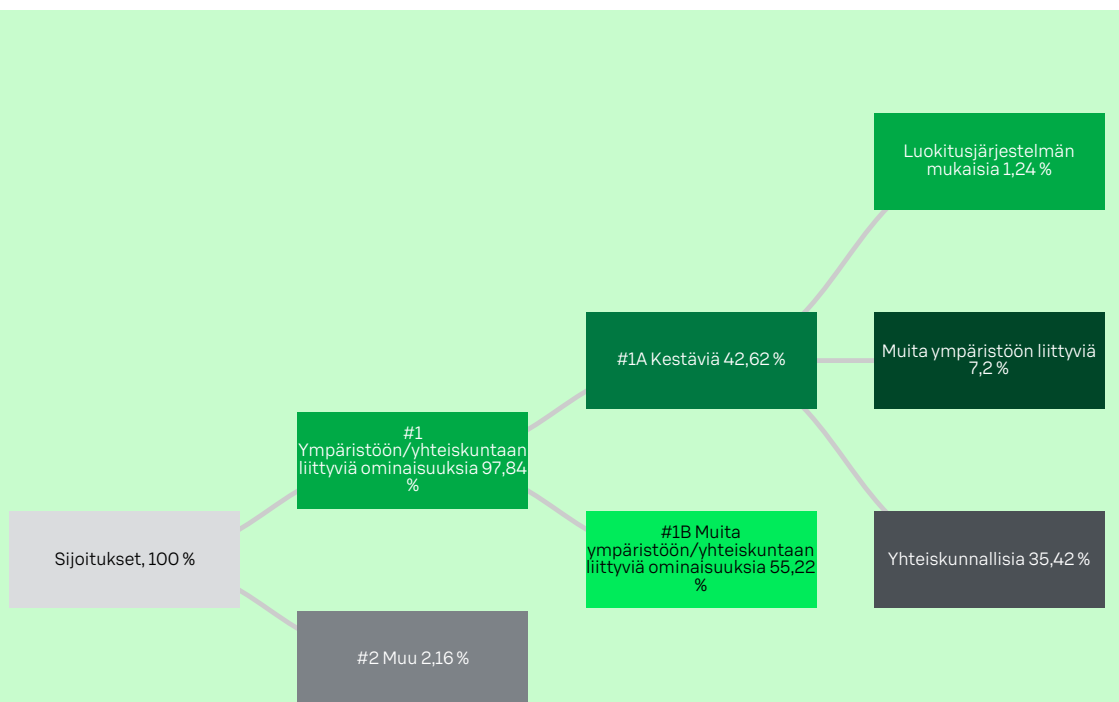 Luokitusjärjestelmän
mukaisia 1,24 %
#1A Kestäviä 42,62 %
Muita ympäristöön liittyviä
7,2 %
#1
Ympäristöön/yhteiskuntaan
liittyviä ominaisuuksia 97,84
%
Sijoitukset, 100 %
#1B Muita
ympäristöön/yhteiskuntaan
liittyviä ominaisuuksia 55,22
%
Yhteiskunnallisia 35,42 %
#2 Muu 2,16 %